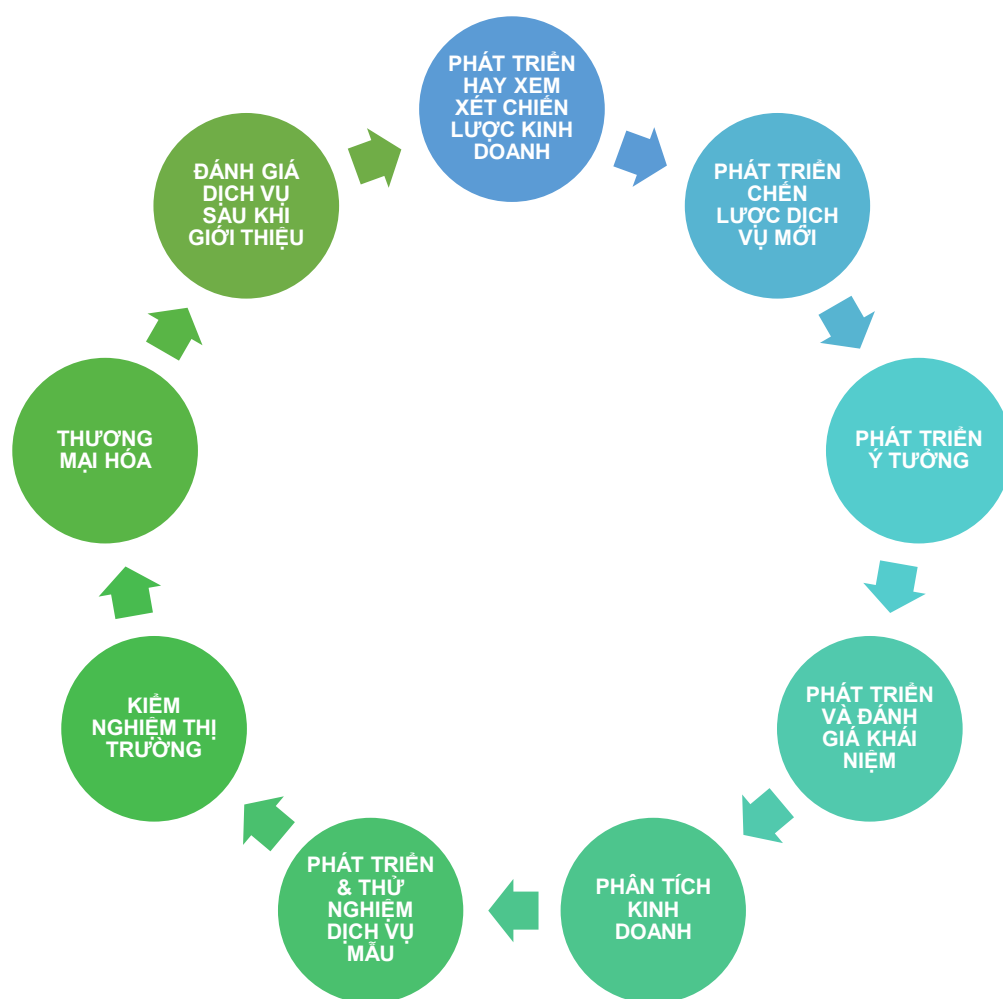 PHÁT TRIỂN
HAY XEM
XÉT CHIẾN
LƯỢC KINH
DOANH
PHÁT TRIỂN
CHẾN
LƯỢC DỊCH
VỤ MỚI
PHÁT TRIỂN
Ý TƯỞNG
PHÁT TRIỂN
VÀ ĐÁNH
GIÁ KHÁI
NIỆM
PHÂN TÍCH
KINH
DOANH
PHÁT TRIỂN
& THỬ
NGHIỆM
DỊCH VỤ
MẪU
KIỂM
NGHIỆM THỊ
TRƯỜNG
THƯƠNG
MẠI HÓA
ĐÁNH GIÁ
DỊCH VỤ
SAU KHI
GIỚI THIỆU